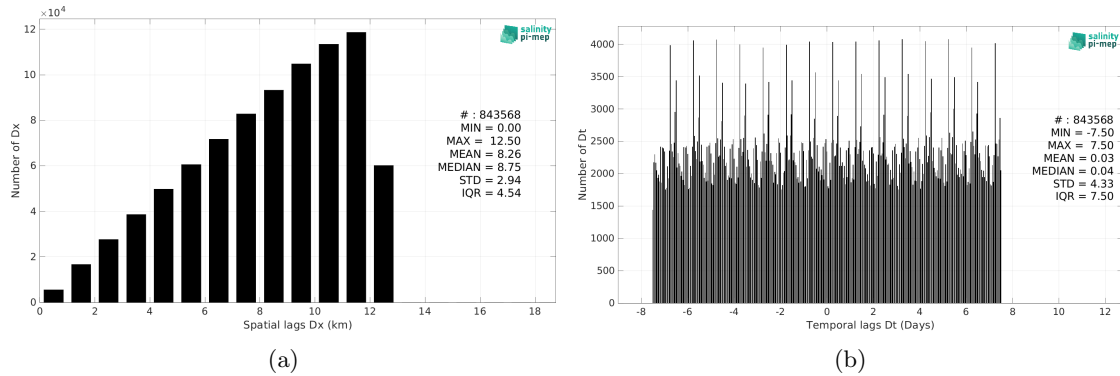 ×10⁴
12
10
8
6
4
2
0
Number of Dx
0 2 4 6 8 10 12 14 16 18
Spatial lags Dx (km)
salinity
pi-mep
# : 843568
MIN = 0.00
MAX = 12.50
MEAN = 8.26
MEDIAN = 8.75
STD = 2.94
IQR = 4.54
(a)
4000
3500
3000
2500
2000
1500
1000
500
0
Number of Dt
-8 -6 -4 -2 0 2 4 6 8 10 12
Temporal lags Dt (Days)
salinity
pi-mep
# : 843568
MIN = -7.50
MAX = 7.50
MEAN = 0.03
MEDIAN = 0.04
STD = 4.33
IQR = 7.50
(b)